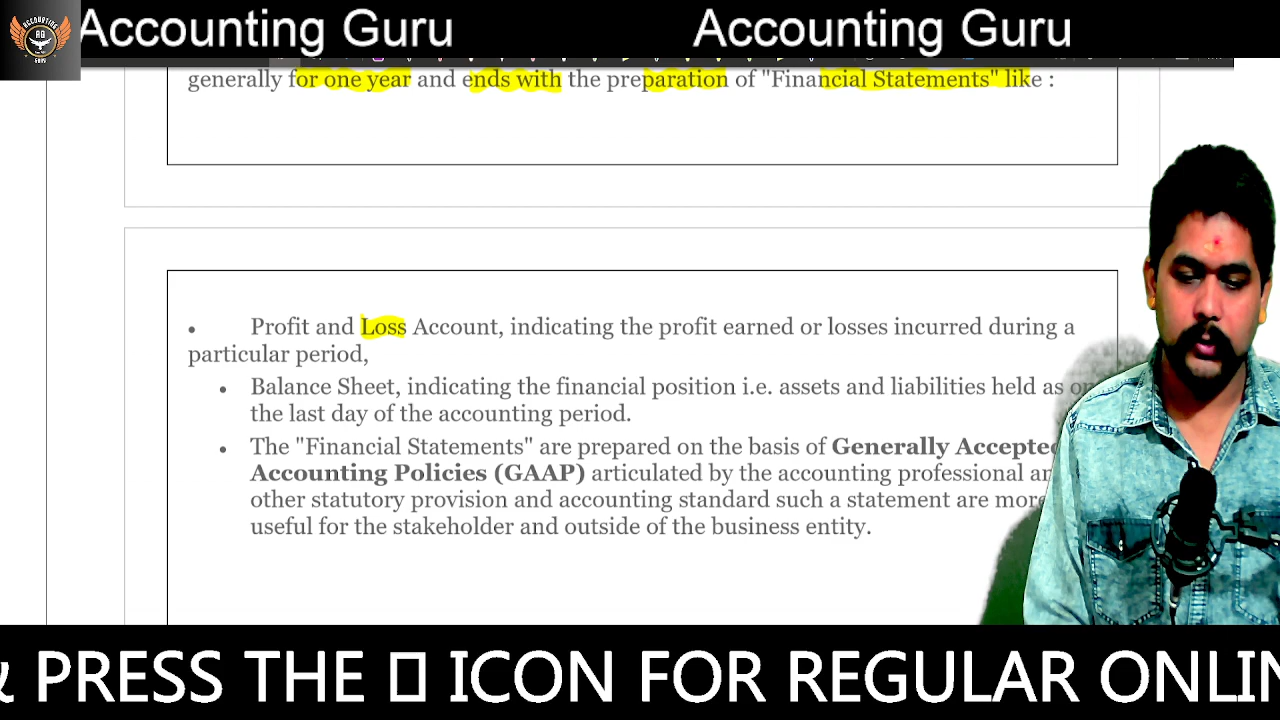 Accounting Guru
Accounting Guru
generally for one year and ends with the preparation of "Financial Statements" like :
• Profit and Loss Account, indicating the profit earned or losses incurred during a
particular period,
• Balance Sheet, indicating the financial position i.e. assets and liabilities held as on
the last day of the accounting period.
• The "Financial Statements" are prepared on the basis of Generally Accepted
Accounting Policies (GAAP) articulated by the accounting professional an
other statutory provision and accounting standard such a statement are more
useful for the stakeholder and outside of the business entity.
& PRESS THE ICON FOR REGULAR ONLIN